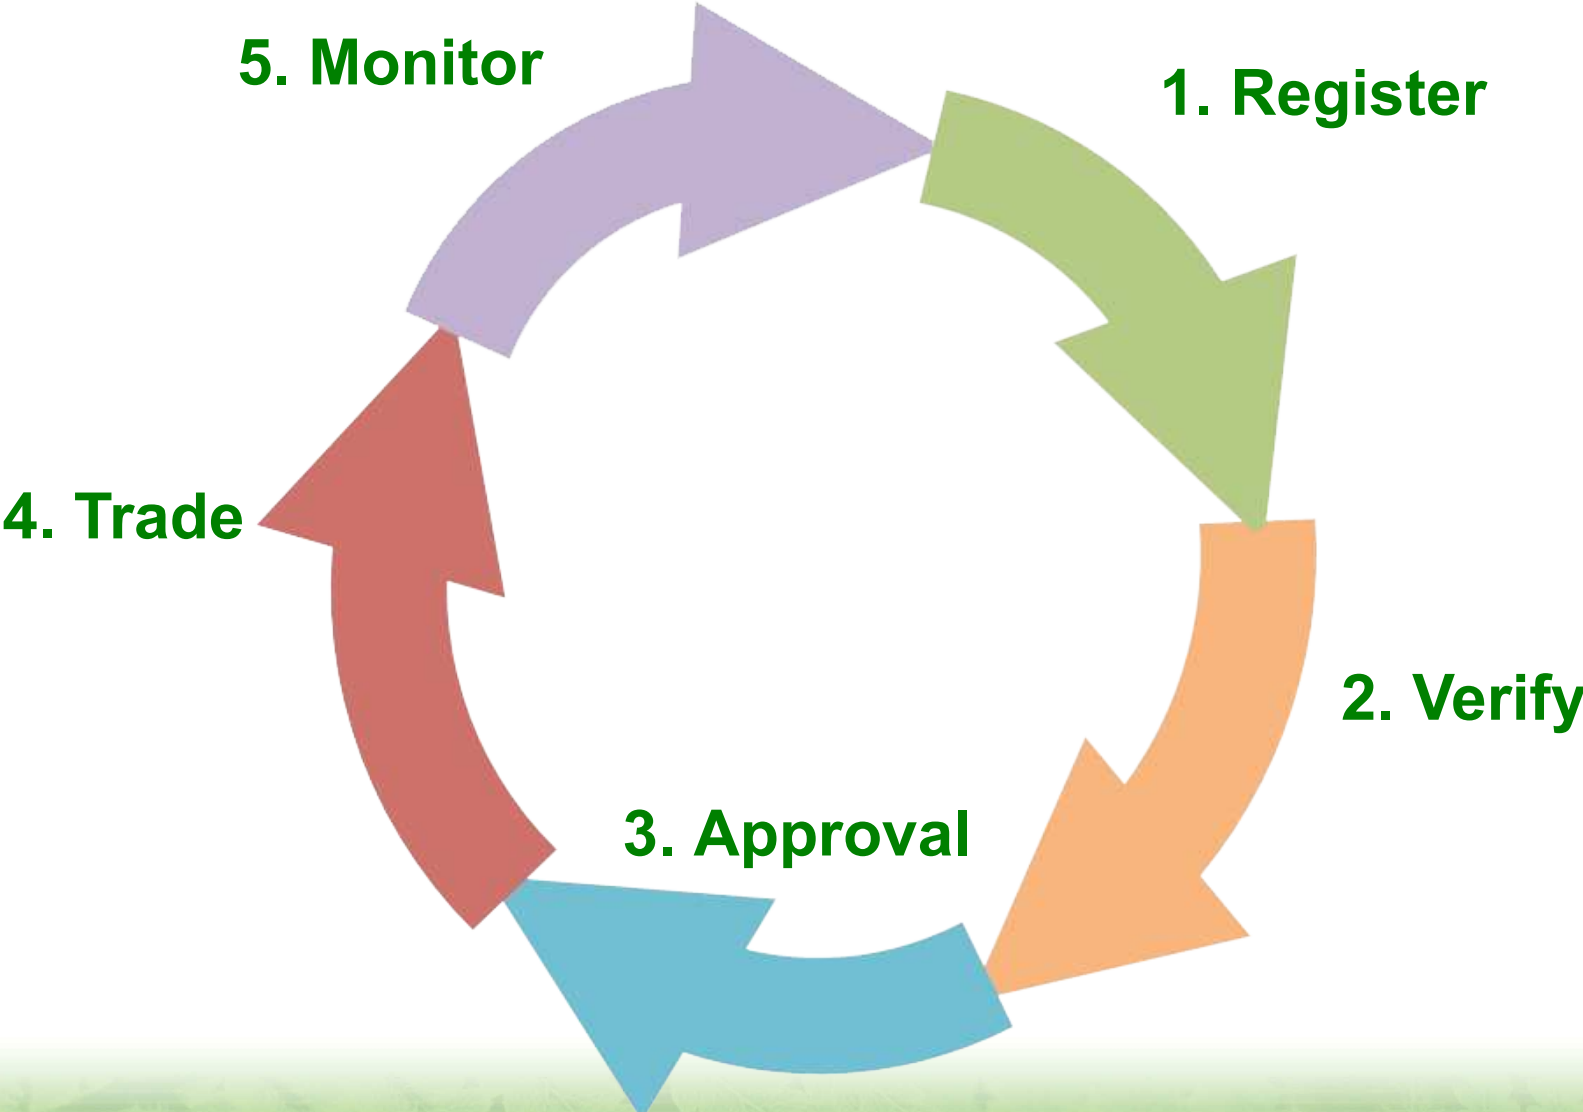 1. Register
2. Verify
3. Approval
4. Trade
5. Monitor